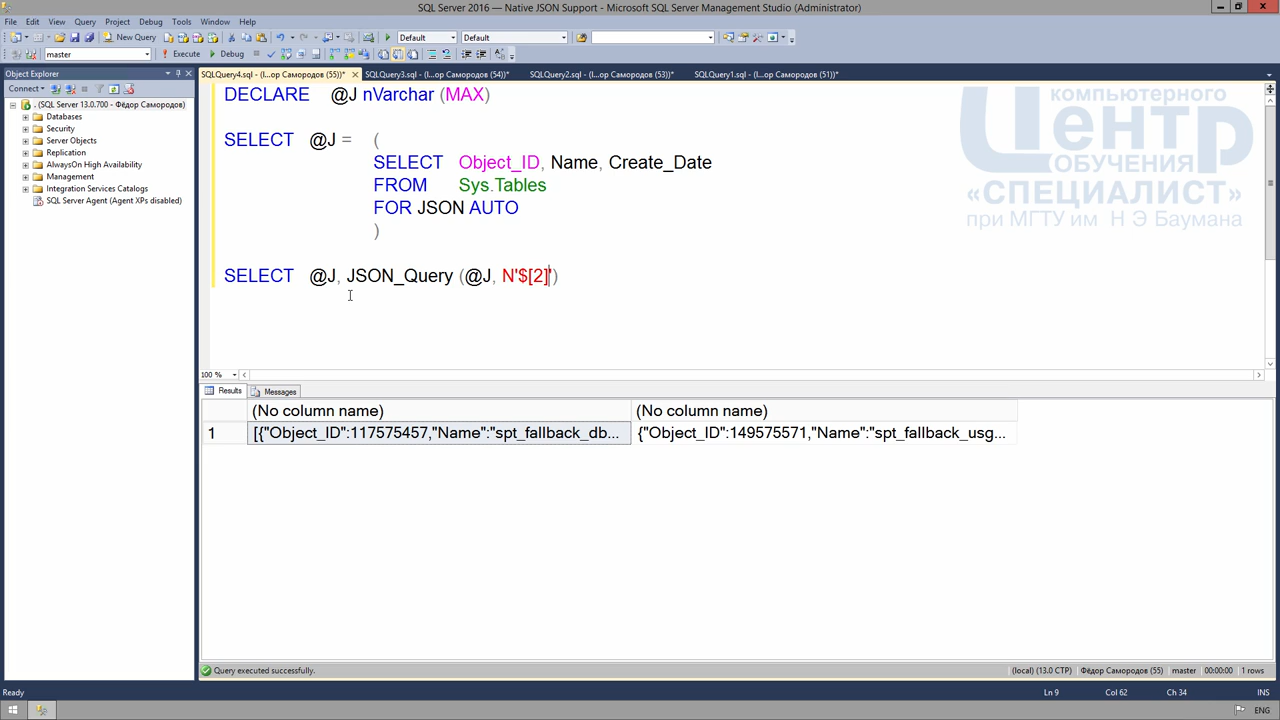 SQL Server 2016 — Native JSON Support - Microsoft SQL Server Management Studio (Administrator)
File Edit View Query Project Debug Tools Window Help
New Query Default Default
master Execute Debug
Object Explorer
SQLQuery4.sql - (l...ор Самородов (55))* SQLQuery3.sql - (l...ор Самородов (54))* SQLQuery2.sql - (l...ор Самородов (53))* SQLQuery1.sql - (l...ор Самородов (51))*
Connect
. (SQL Server 13.0.700 - Фёдор Самородов)
Databases
Security
Server Objects
Replication
AlwaysOn High Availability
Management
Integration Services Catalogs
SQL Server Agent (Agent XPs disabled)
DECLARE @J nVarchar (MAX)
SELECT @J = (
SELECT Object_ID, Name, Create_Date
FROM Sys.Tables
FOR JSON AUTO
)
SELECT @J, JSON_Query (@J, N'$[2]')
компьютерного
Центр
ОБУЧЕНИЯ
«СПЕЦИАЛИСТ»
при МГТУ им Н Э Баумана
100 %
Results Messages
(No column name) (No column name)
1 [{"Object_ID":117575457,"Name":"spt_fallback_db... {"Object_ID":149575571,"Name":"spt_fallback_usg...
Query executed successfully. (local) (13.0 CTP) Фёдор Самородов (55) master 00:00:00 1 rows
Ready Ln 9 Col 62 Ch 34 INS
ENG